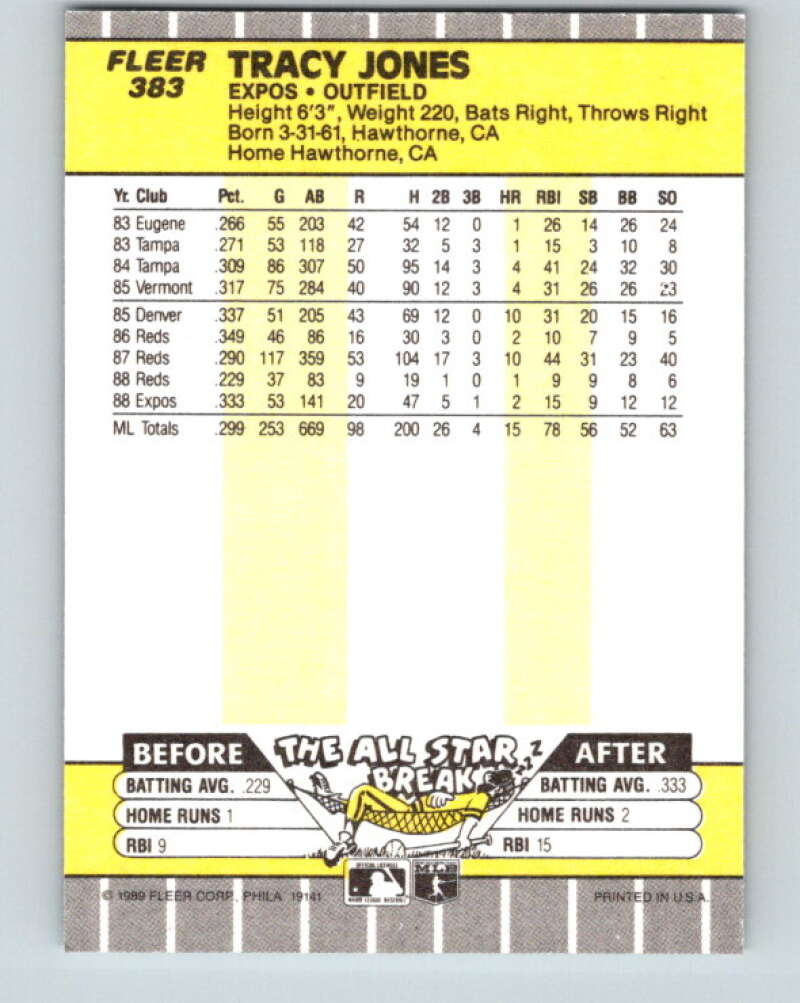 FLEER
383
TRACY JONES
EXPOS • OUTFIELD
Height 6'3", Weight 220, Bats Right, Throws Right
Born 3-31-61, Hawthorne, CA
Home Hawthorne, CA
Yr. Club Pct. G AB R H 2B 3B HR RBI SB BB SO
83 Eugene .266 55 203 42 54 12 0 1 26 14 26 24
83 Tampa .271 53 118 27 32 5 3 1 15 3 10 8
84 Tampa .309 86 307 50 95 14 3 4 41 24 32 30
85 Vermont .317 75 284 40 90 12 3 4 31 26 26 23
85 Denver .337 51 205 43 69 12 0 10 31 20 15 16
86 Reds .349 46 86 16 30 3 0 2 10 7 9 5
87 Reds .290 117 359 53 104 17 3 10 44 31 23 40
88 Reds .229 37 83 9 19 1 0 1 9 9 8 6
88 Expos .333 53 141 20 47 5 1 2 15 9 12 12
ML Totals .299 253 669 98 200 26 4 15 78 56 52 63
BEFORE THE ALL STAR BREAK ZZZ AFTER
BATTING AVG. .229
HOME RUNS 1
RBI 9
BATTING AVG. .333
HOME RUNS 2
RBI 15
© 1989 FLEER CORP., PHILA. 19141
OFFICIAL LICENSEE
MAJOR LEAGUE BASEBALL
MLB
PRINTED IN U.S.A.